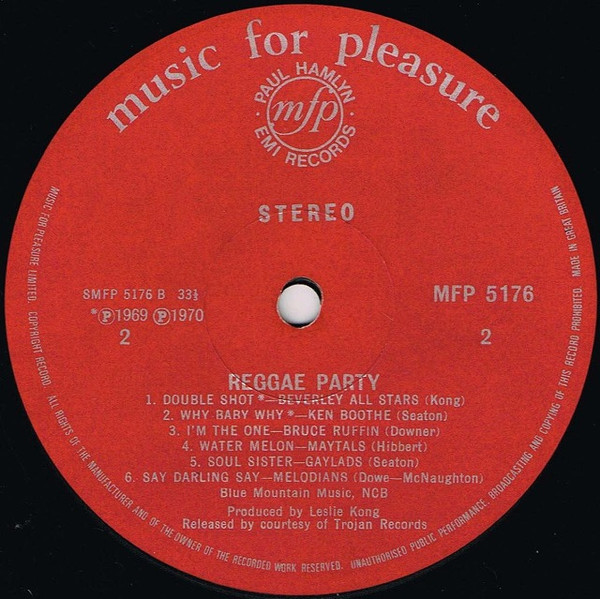 music for pleasure
· PAUL HAMLYN ·
mfp
EMI RECORDS
STEREO
SMFP 5176 B 33⅓
*Ⓟ1969 Ⓟ1970
2
MFP 5176
2
REGGAE PARTY
1. DOUBLE SHOT *—BEVERLEY ALL STARS (Kong)
2. WHY BABY WHY *—KEN BOOTHE (Seaton)
3. I'M THE ONE—BRUCE RUFFIN (Downer)
4. WATER MELON—MAYTALS (Hibbert)
5. SOUL SISTER—GAYLADS (Seaton)
6. SAY DARLING SAY—MELODIANS (Dowe—McNaughton)
Blue Mountain Music, NCB
Produced by Leslie Kong
Released by courtesy of Trojan Records
MUSIC FOR PLEASURE LIMITED. COPYRIGHT RECORD. ALL RIGHTS OF THE MANUFACTURER AND OF THE OWNER OF THE RECORDED WORK RESERVED. UNAUTHORISED PUBLIC PERFORMANCE, BROADCASTING AND COPYING OF THIS RECORD PROHIBITED. MADE IN GREAT BRITAIN